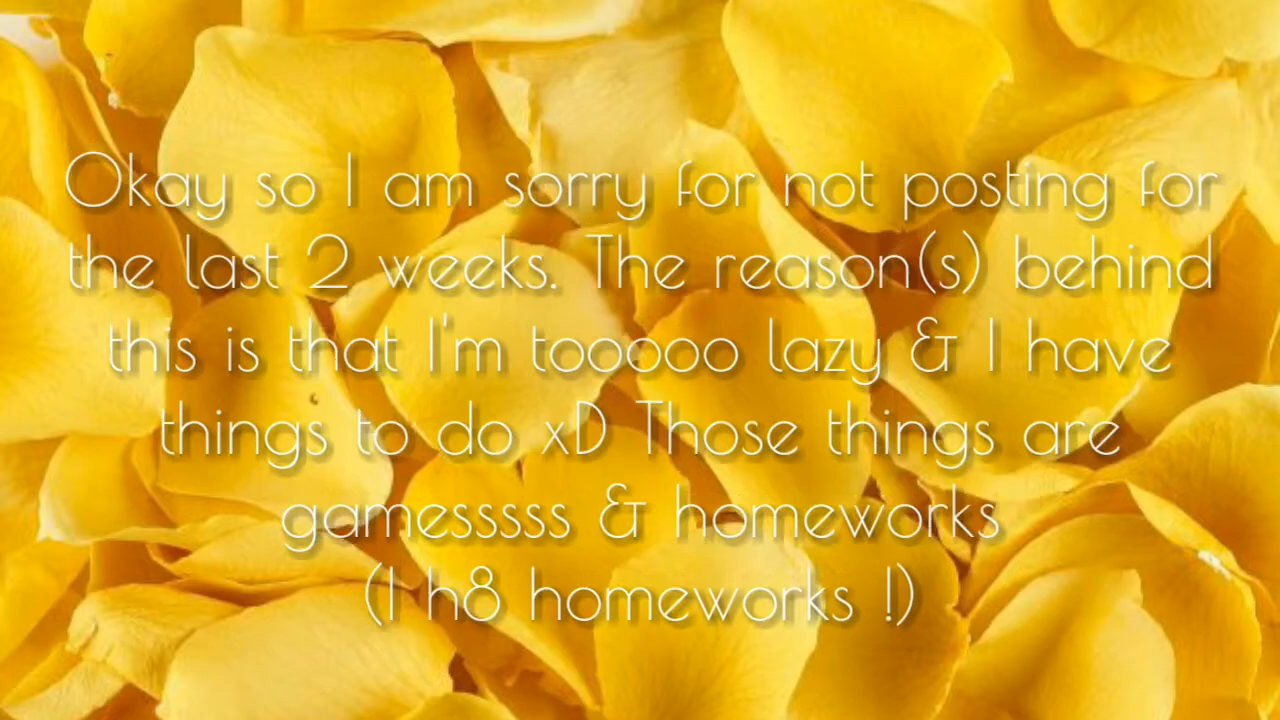 Okay so I am sorry for not posting for
the last 2 weeks. The reason(s) behind
this is that I'm tooooo lazy & I have
things to do xD Those things are
gamesssss & homeworks
(I h8 homeworks !)